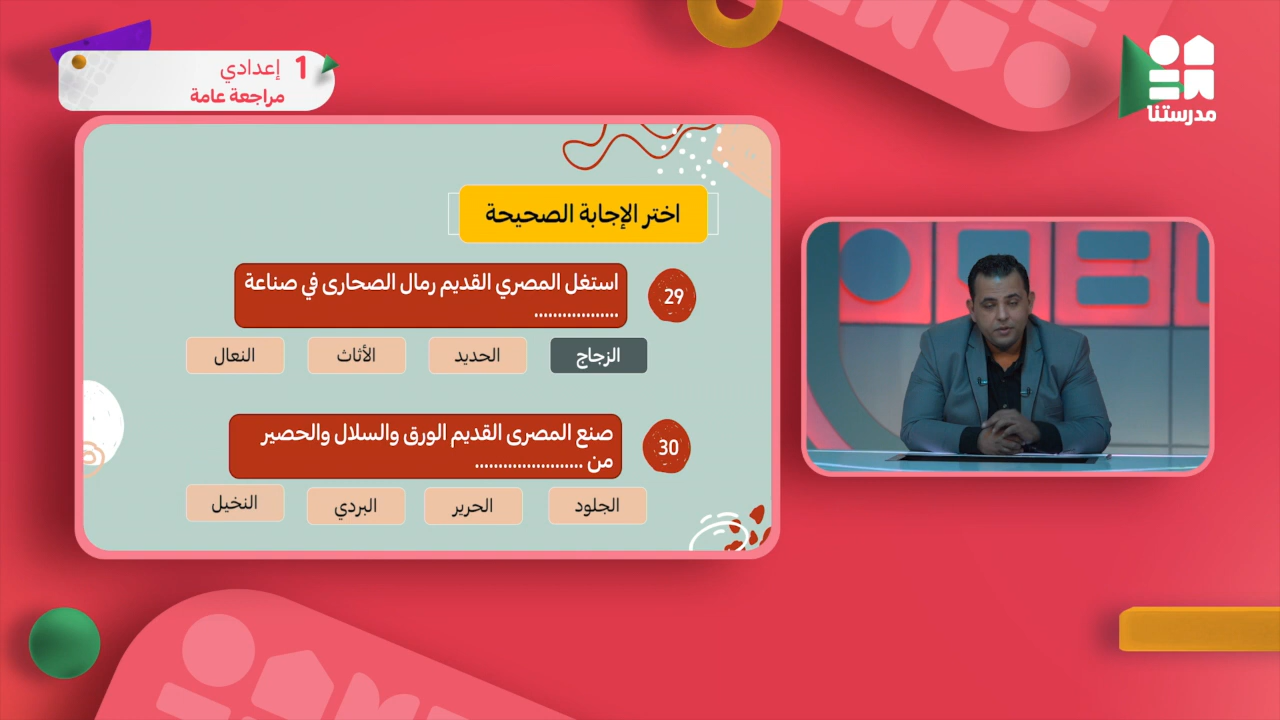 1 إعدادي
مراجعة عامة
مدرستنا
اختر الإجابة الصحيحة
29
استغل المصري القديم رمال الصحارى في صناعة
..................
الزجاج
الحديد
الأثاث
النعال
30
صنع المصرى القديم الورق والسلال والحصير
من .......................
الجلود
الحرير
البردي
النخيل